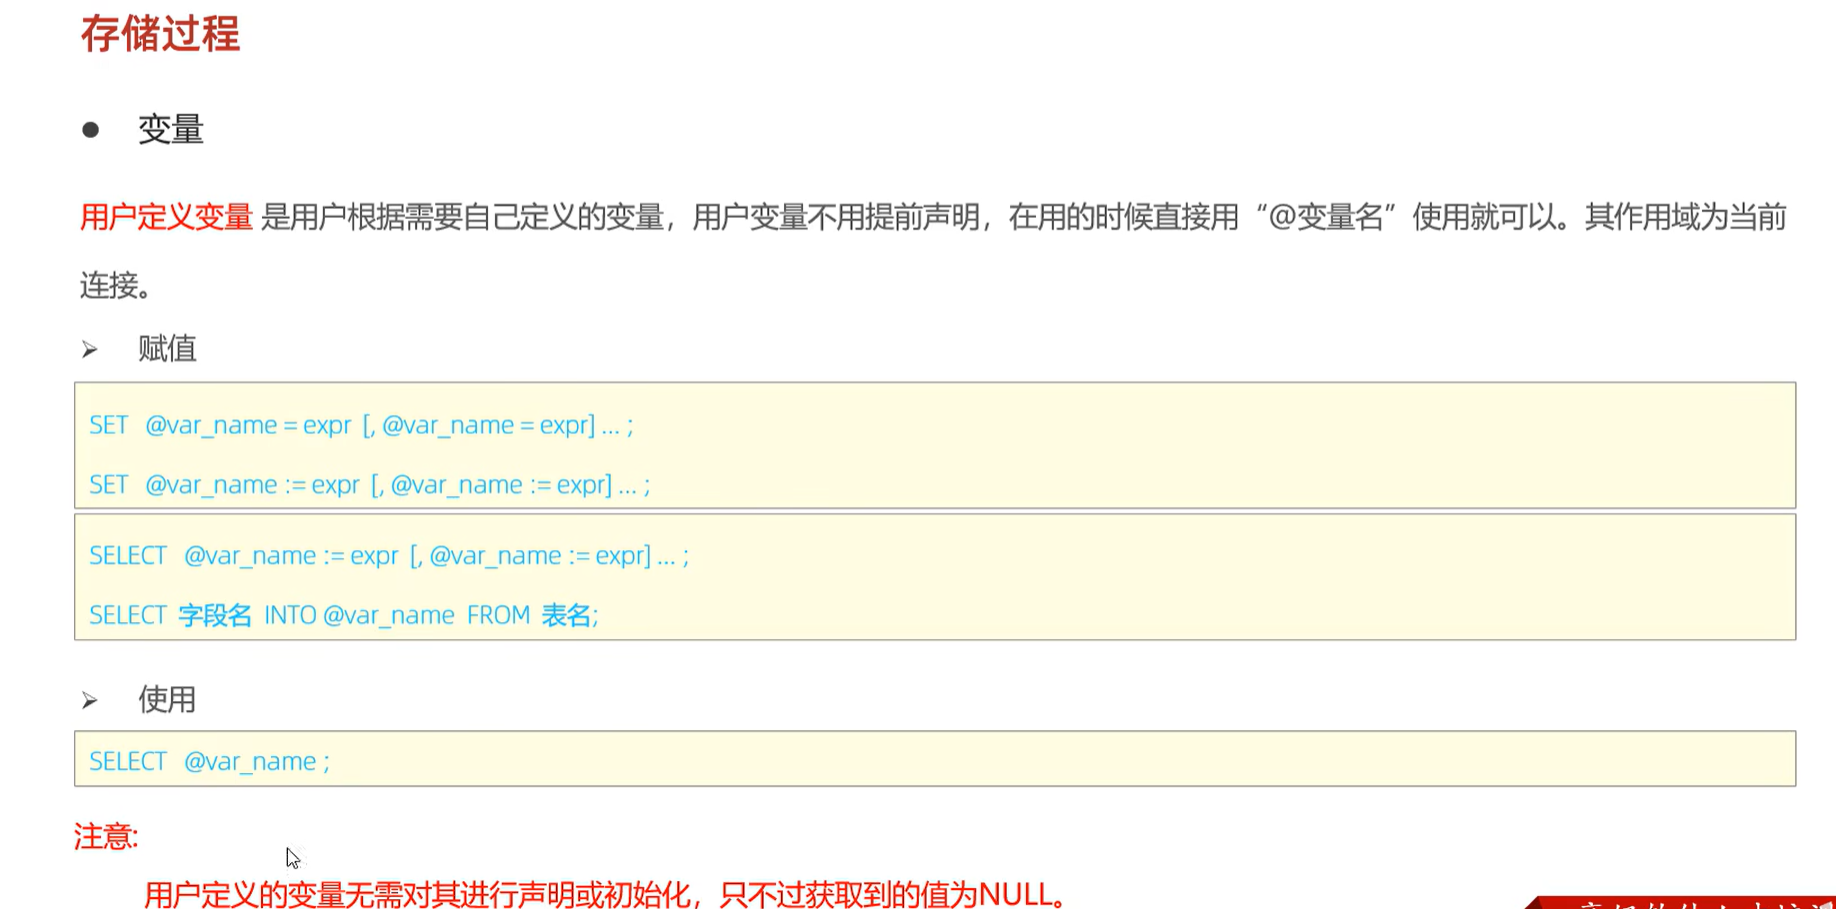 存储过程
● 变量
用户定义变量 是用户根据需要自己定义的变量，用户变量不用提前声明，在用的时候直接用“@变量名”使用就可以。其作用域为当前
连接。
➢ 赋值
SET @var_name = expr [, @var_name = expr] ... ;
SET @var_name := expr [, @var_name := expr] ... ;
SELECT @var_name := expr [, @var_name := expr] ... ;
SELECT 字段名 INTO @var_name FROM 表名;
➢ 使用
SELECT @var_name ;
注意:
用户定义的变量无需对其进行声明或初始化，只不过获取到的值为NULL。